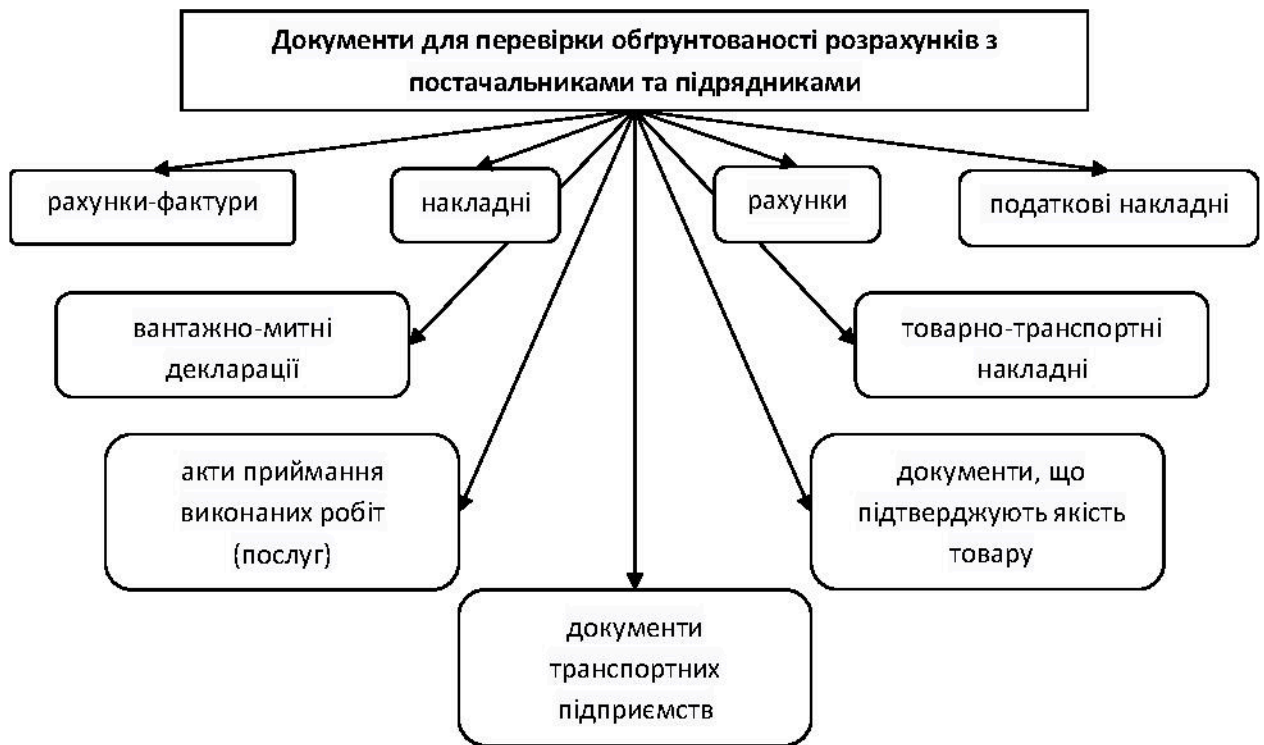 Документи для перевірки обґрунтованості розрахунків з
постачальниками та підрядниками
рахунки-фактури
накладні
рахунки
податкові накладні
вантажно-митні
декларації
товарно-транспортні
накладні
акти приймання
виконаних робіт
(послуг)
документи, що
підтверджують якість
товару
документи
транспортних
підприємств